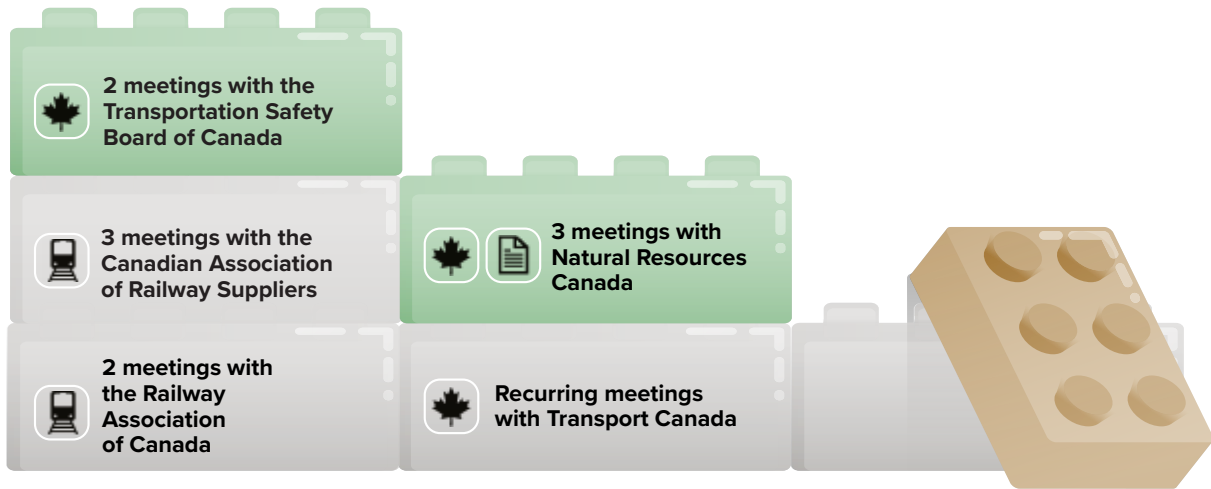 2 meetings with the
Transportation Safety
Board of Canada
3 meetings with the
Canadian Association
of Railway Suppliers
3 meetings with
Natural Resources
Canada
2 meetings with
the Railway
Association
of Canada
Recurring meetings
with Transport Canada